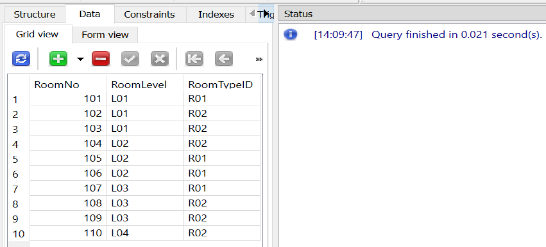 Structure Data Constraints Indexes
Grid view Form view
RoomNo RoomLevel RoomTypeID
1 101 L01 R01
2 102 L01 R02
3 103 L01 R02
4 104 L02 R02
5 105 L02 R01
6 106 L02 R01
7 107 L03 R01
8 108 L03 R02
9 109 L03 R02
10 110 L04 R02
Status
[14:09:47] Query finished in 0.021 second(s).